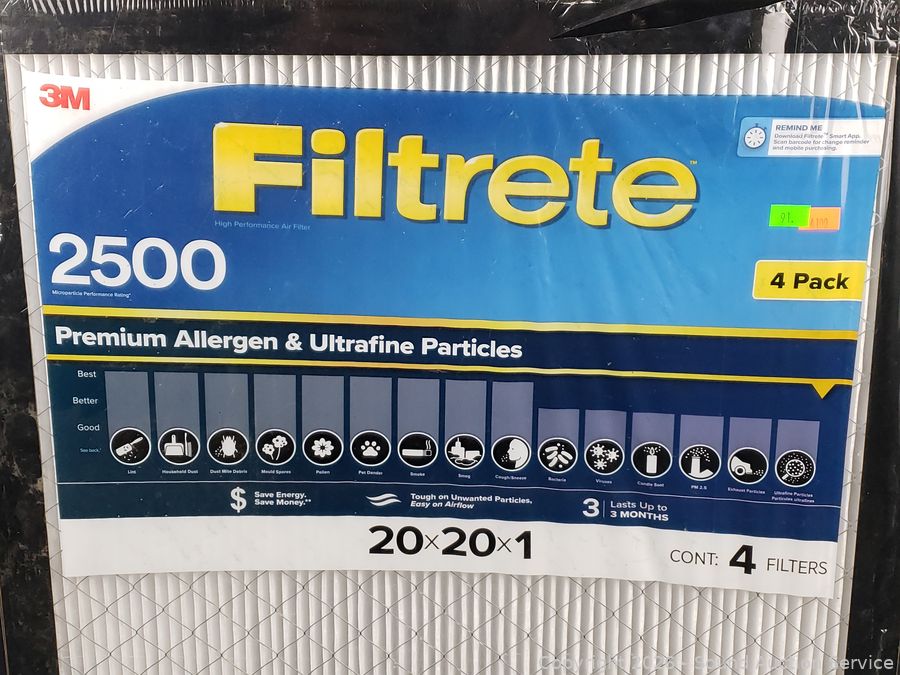 3M
Filtrete™
High Performance Air Filter
REMIND ME
Download Filtrete™ Smart App.
Scan barcode for change reminder
and mobile purchasing.
91.
2500
Microparticle Performance Rating*
4 Pack
Premium Allergen & Ultrafine Particles
Best
Better
Good
See back.
Lint
Household Dust
Dust Mite Debris
Mould Spores
Pollen
Pet Dander
Smoke
Smog
Cough/Sneeze
Bacteria
Viruses
Candle Soot
PM 2.5
Exhaust Particles
Ultrafine Particles
Particules ultrafines
$ Save Energy.
Save Money.**
Tough on Unwanted Particles.
Easy on Airflow
3 Lasts Up to
3 MONTHS
20×20×1
CONT: 4 FILTERS